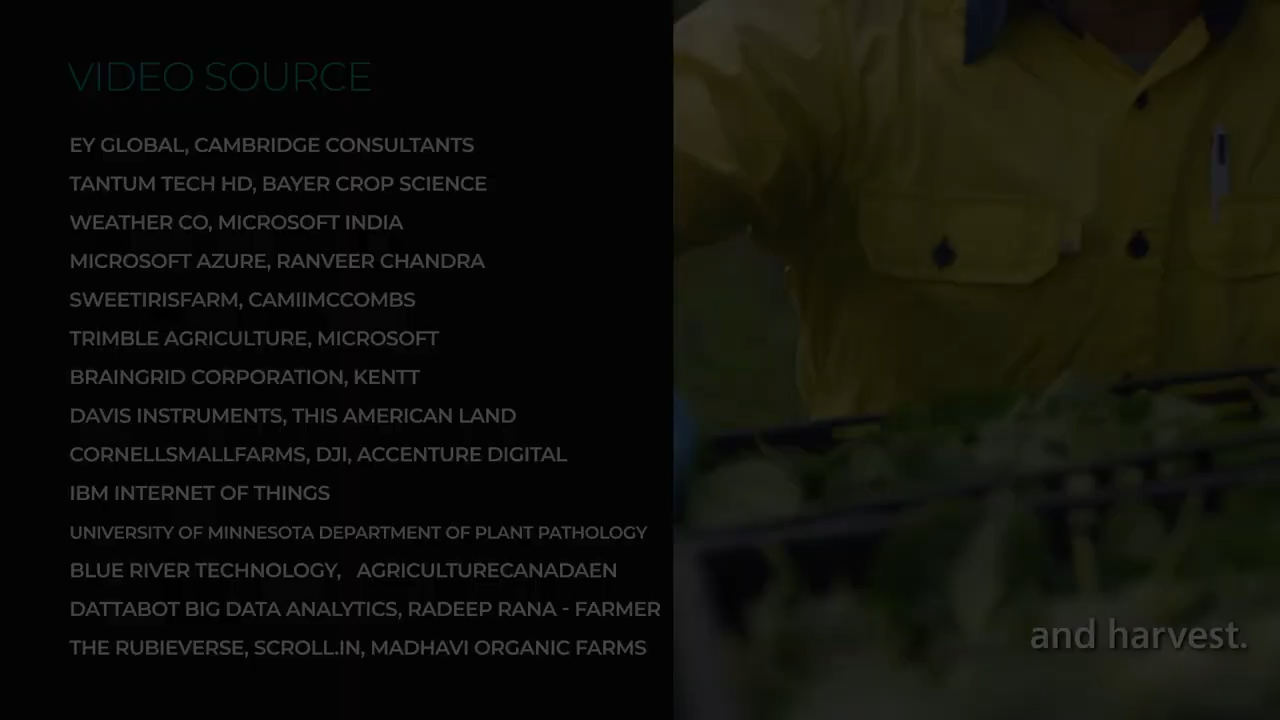 VIDEO SOURCE
EY GLOBAL, CAMBRIDGE CONSULTANTS
TANTUM TECH HD, BAYER CROP SCIENCE
WEATHER CO, MICROSOFT INDIA
MICROSOFT AZURE, RANVEER CHANDRA
SWEETIRISFARM, CAMIIMCCOMBS
TRIMBLE AGRICULTURE, MICROSOFT
BRAINGRID CORPORATION, KENTT
DAVIS INSTRUMENTS, THIS AMERICAN LAND
CORNELLSMALLFARMS, DJI, ACCENTURE DIGITAL
IBM INTERNET OF THINGS
UNIVERSITY OF MINNESOTA DEPARTMENT OF PLANT PATHOLOGY
BLUE RIVER TECHNOLOGY, AGRICULTURECANADAEN
DATTABOT BIG DATA ANALYTICS, RADEEP RANA - FARMER
THE RUBIEVERSE, SCROLL.IN, MADHAVI ORGANIC FARMS
and harvest.